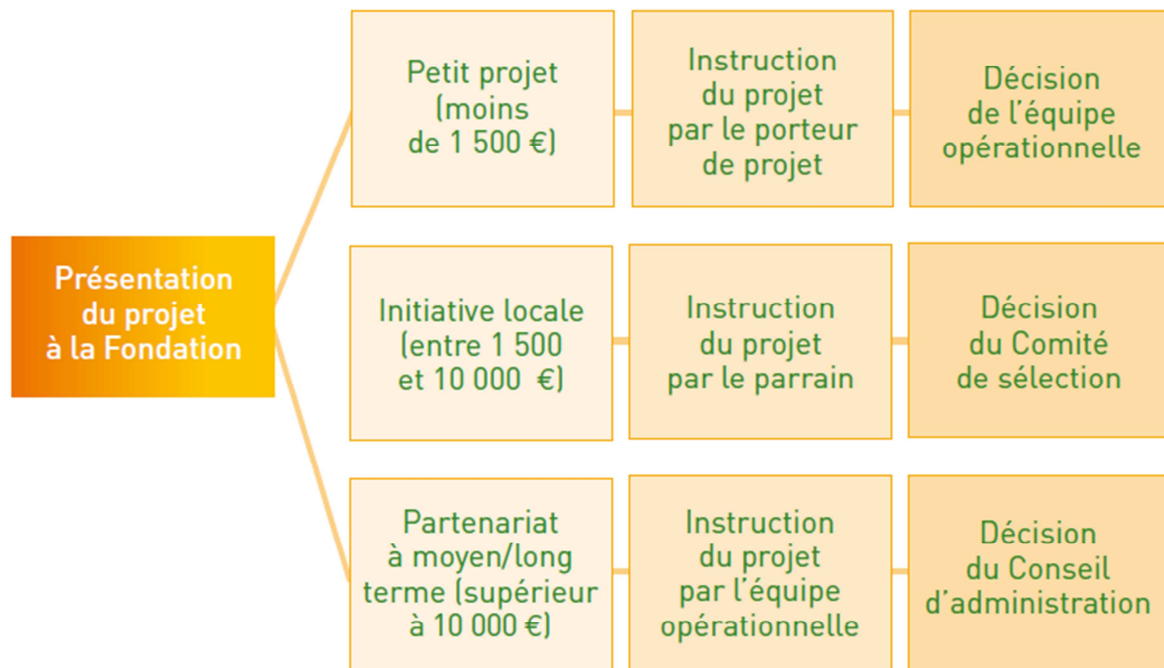 Présentation
du projet
à la Fondation
Petit projet
(moins
de 1 500 €)
Instruction
du projet
par le porteur
de projet
Décision
de l'équipe
opérationnelle
Initiative locale
(entre 1 500
et 10 000 €)
Instruction
du projet
par le parrain
Décision
du Comité
de sélection
Partenariat
à moyen/long
terme (supérieur
à 10 000 €)
Instruction
du projet
par l'équipe
opérationnelle
Décision
du Conseil
d'administration